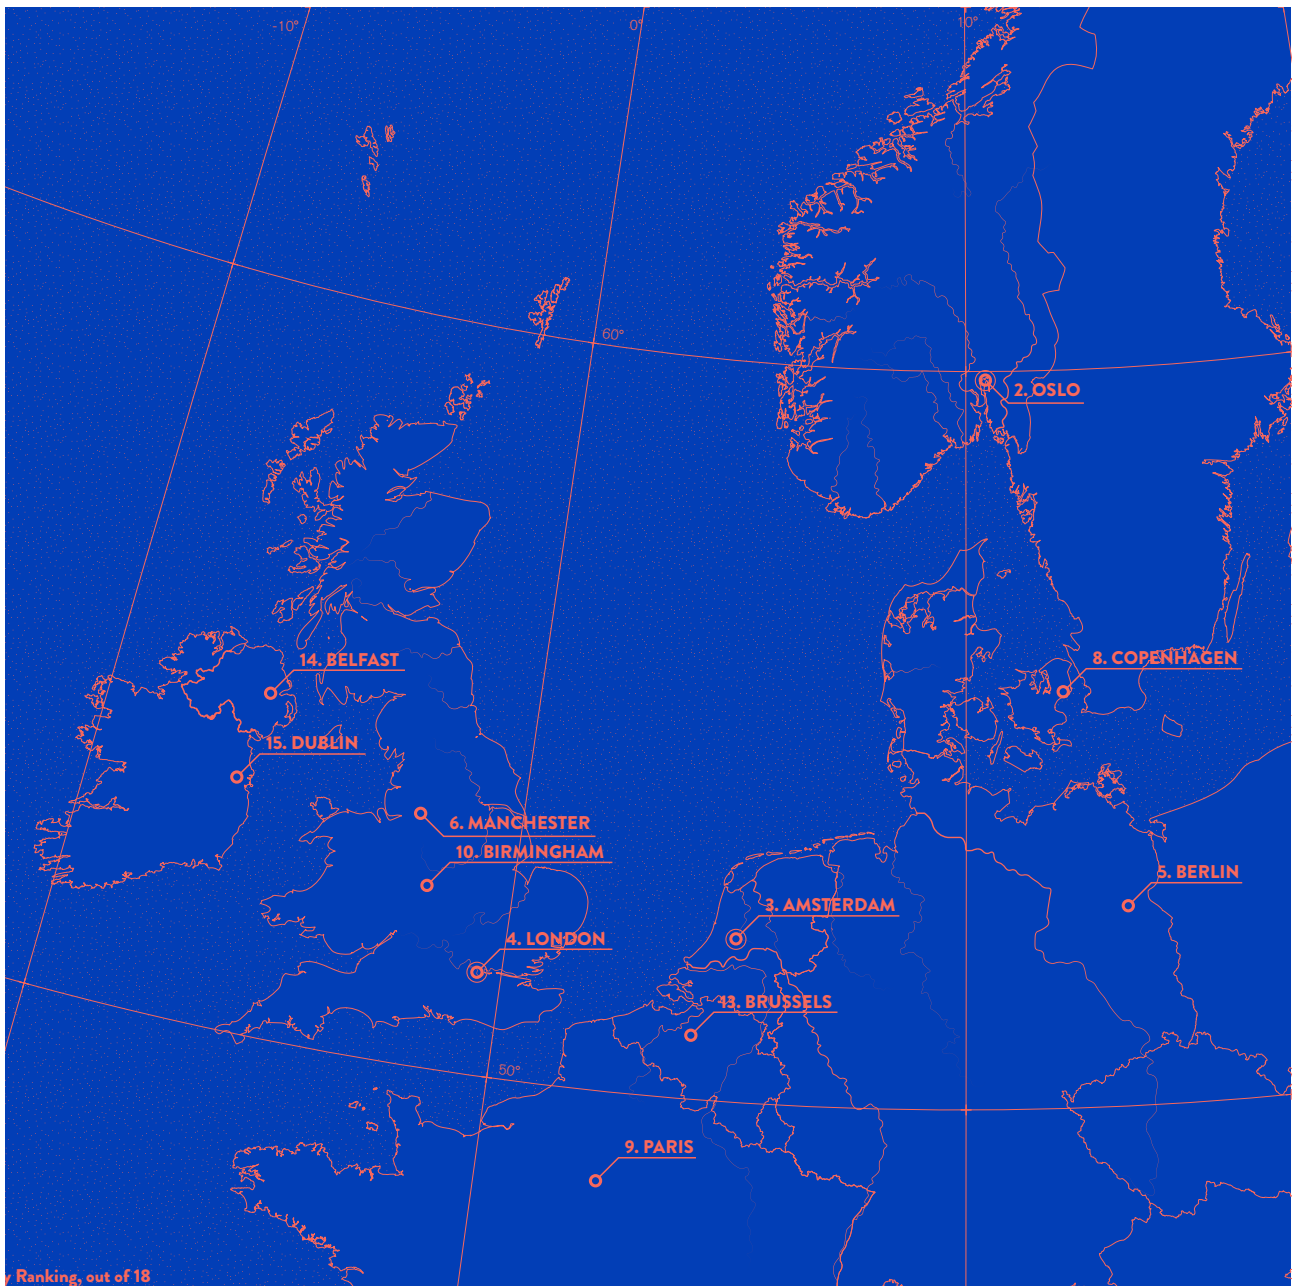 -10°
0°
10°
60°
2. OSLO
14. BELFAST
8. COPENHAGEN
15. DUBLIN
6. MANCHESTER
10. BIRMINGHAM
5. BERLIN
3. AMSTERDAM
4. LONDON
13. BRUSSELS
50°
9. PARIS
y Ranking, out of 18